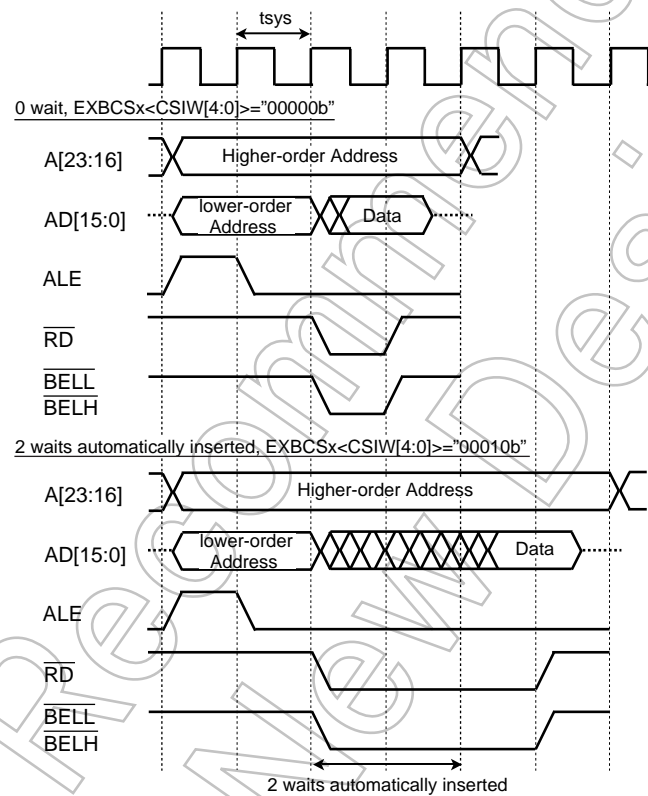 tsys
0 wait, EXBCSx<CSIW[4:0]>="00000b"
A[23:16]
Higher-order Address
AD[15:0]
lower-order
Address
Data
ALE
RD
BELL
BELH
2 waits automatically inserted, EXBCSx<CSIW[4:0]>="00010b"
A[23:16]
Higher-order Address
AD[15:0]
lower-order
Address
Data
ALE
RD
BELL
BELH
2 waits automatically inserted